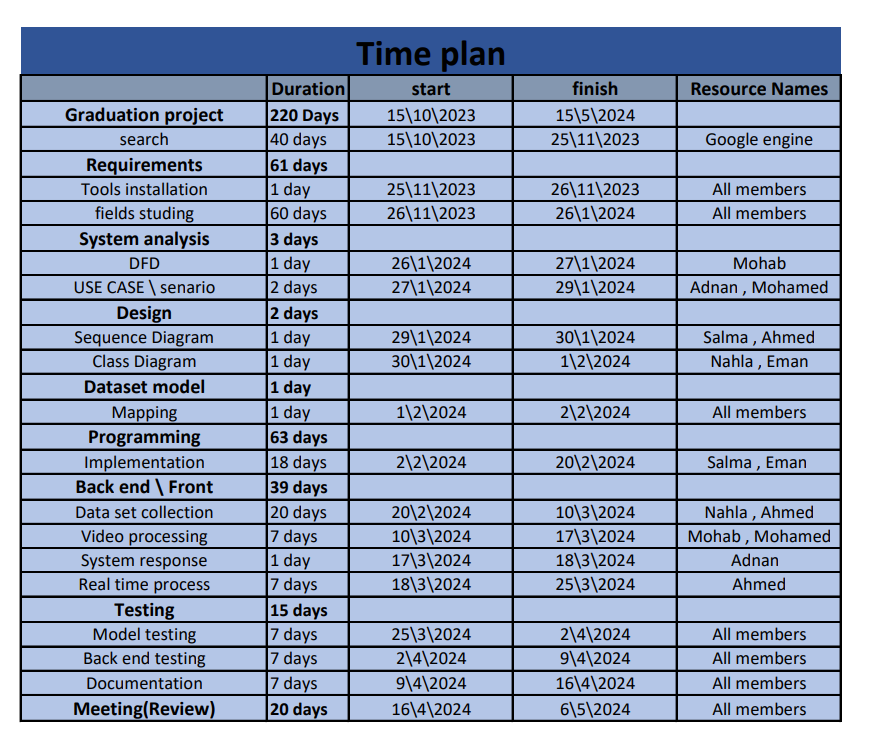 Time plan
Duration start finish Resource Names
Graduation project 220 Days 15\10\2023 15\5\2024
search 40 days 15\10\2023 25\11\2023 Google engine
Requirements 61 days
Tools installation 1 day 25\11\2023 26\11\2023 All members
fields studing 60 days 26\11\2023 26\1\2024 All members
System analysis 3 days
DFD 1 day 26\1\2024 27\1\2024 Mohab
USE CASE \ senario 2 days 27\1\2024 29\1\2024 Adnan , Mohamed
Design 2 days
Sequence Diagram 1 day 29\1\2024 30\1\2024 Salma , Ahmed
Class Diagram 1 day 30\1\2024 1\2\2024 Nahla , Eman
Dataset model 1 day
Mapping 1 day 1\2\2024 2\2\2024 All members
Programming 63 days
Implementation 18 days 2\2\2024 20\2\2024 Salma , Eman
Back end \ Front 39 days
Data set collection 20 days 20\2\2024 10\3\2024 Nahla , Ahmed
Video processing 7 days 10\3\2024 17\3\2024 Mohab , Mohamed
System response 1 day 17\3\2024 18\3\2024 Adnan
Real time process 7 days 18\3\2024 25\3\2024 Ahmed
Testing 15 days
Model testing 7 days 25\3\2024 2\4\2024 All members
Back end testing 7 days 2\4\2024 9\4\2024 All members
Documentation 7 days 9\4\2024 16\4\2024 All members
Meeting(Review) 20 days 16\4\2024 6\5\2024 All members